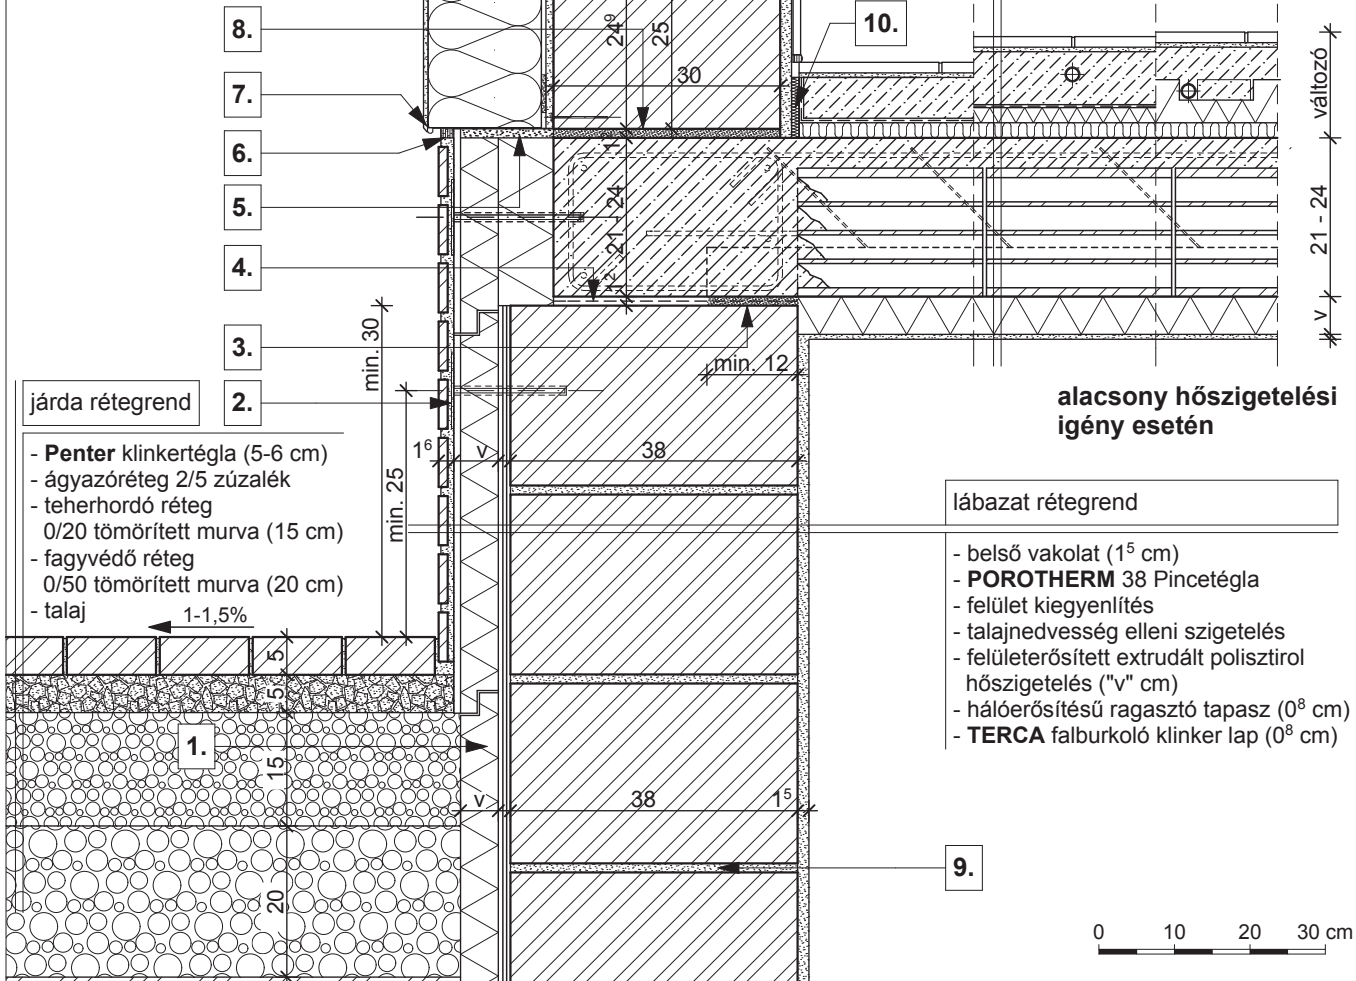 8.
24⁹
25
10.
változó
7.
30
6.
1²
5.
21 - 24
21 - 24
4.
1²
v
3.
min. 30
min. 12
járda rétegrend
2.
alacsony hőszigetelési
igény esetén
- Penter klinkertégla (5-6 cm)
- ágyazóréteg 2/5 zúzalék
- teherhordó réteg
0/20 tömörített murva (15 cm)
- fagyvédő réteg
0/50 tömörített murva (20 cm)
- talaj
1-1,5%
1⁶
v
38
min. 25
lábazat rétegrend
- belső vakolat (1⁵ cm)
- POROTHERM 38 Pincetégla
- felület kiegyenlítés
- talajnedvesség elleni szigetelés
- felületerősített extrudált polisztirol
hőszigetelés ("v" cm)
- hálóerősítésű ragasztó tapasz (0⁸ cm)
- TERCA falburkoló klinker lap (0⁸ cm)
5
5
1.
15
v
38
1⁵
9.
20
0 10 20 30 cm